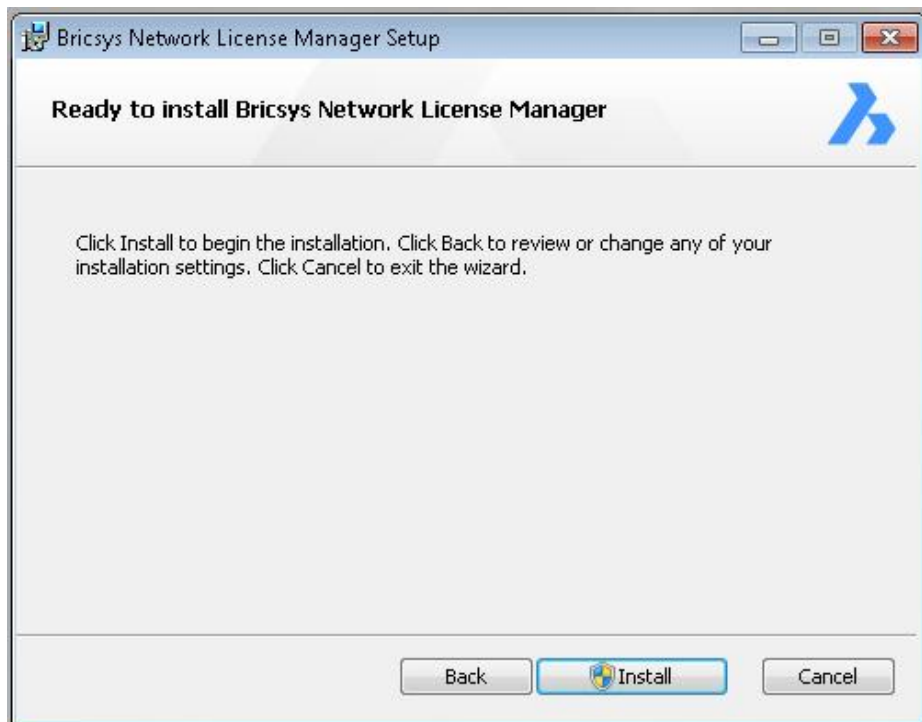 Bricsys Network License Manager Setup
Ready to install Bricsys Network License Manager
Click Install to begin the installation. Click Back to review or change any of your
installation settings. Click Cancel to exit the wizard.
Back
Install
Cancel